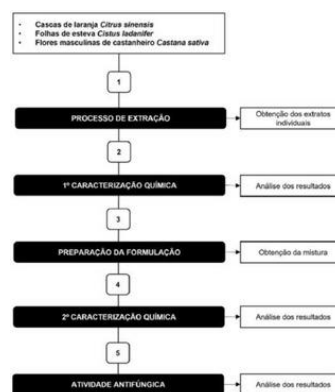 • Cascas de laranja Citrus sinensis
• Folhas de esteva Cistus ladanifer
• Flores masculinas de castanheiro Castana sativa
1
PROCESSO DE EXTRAÇÃO
Obtenção dos extratos
individuais
2
1º CARACTERIZAÇÃO QUÍMICA
Análise dos resultados
3
PREPARAÇÃO DA FORMULAÇÃO
Obtenção da mistura
4
2º CARACTERIZAÇÃO QUÍMICA
Análise dos resultados
5
ATIVIDADE ANTIFÚNGICA
Análise dos resultados